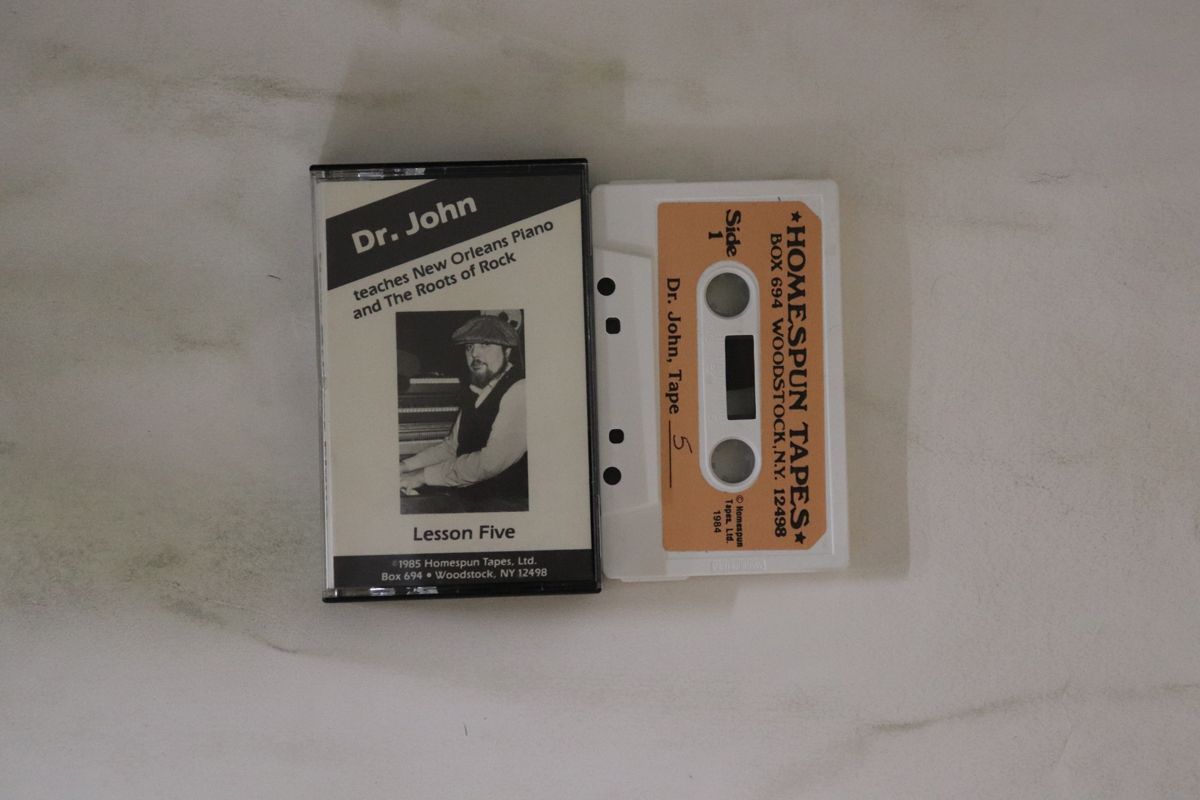 Dr. John
teaches New Orleans Piano
and The Roots of Rock
Lesson Five
©1985 Homespun Tapes, Ltd.
Box 694 • Woodstock, NY 12498
★HOMESPUN TAPES★
BOX 694 WOODSTOCK, N.Y. 12498
Side
1
© Homespun
Tapes, Ltd.
1984
Dr. John, Tape 5